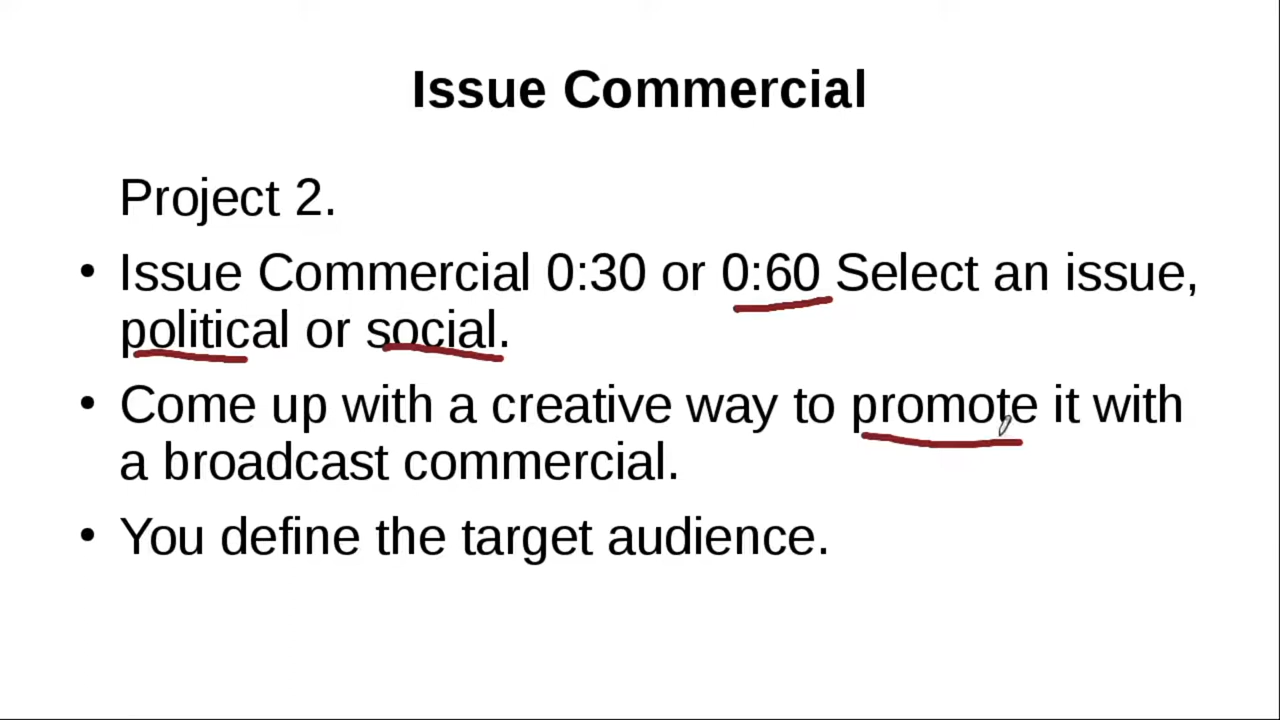 Issue Commercial
Project 2.
• Issue Commercial 0:30 or 0:60 Select an issue,
political or social.
• Come up with a creative way to promote it with
a broadcast commercial.
• You define the target audience.